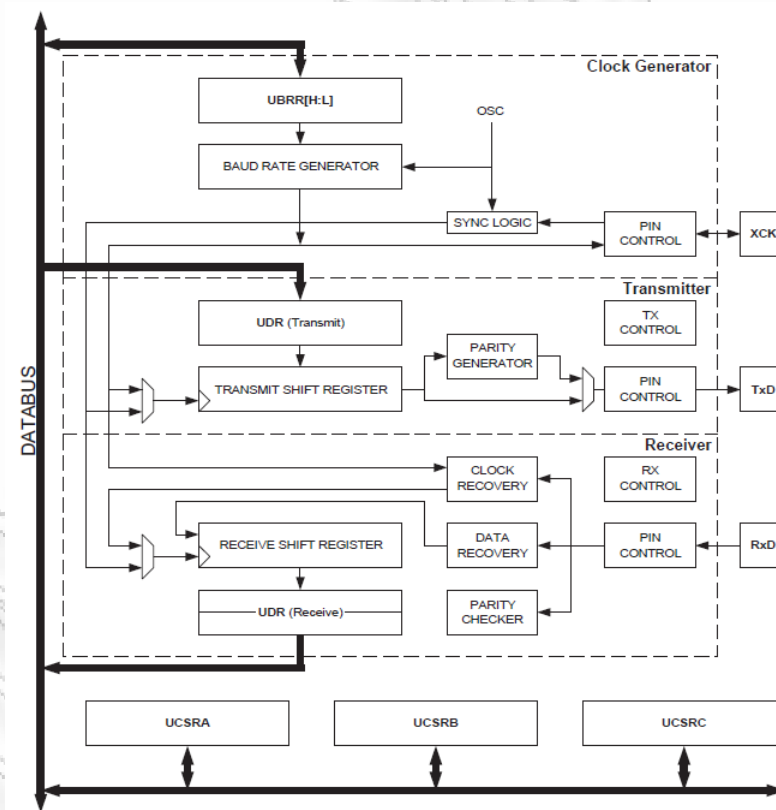 Clock Generator
UBRR[H:L]
OSC
BAUD RATE GENERATOR
SYNC LOGIC
PIN
CONTROL
XCK
Transmitter
UDR (Transmit)
TX
CONTROL
PARITY
GENERATOR
TRANSMIT SHIFT REGISTER
PIN
CONTROL
TxD
DATABUS
Receiver
CLOCK
RECOVERY
RX
CONTROL
RECEIVE SHIFT REGISTER
DATA
RECOVERY
PIN
CONTROL
RxD
UDR (Receive)
PARITY
CHECKER
UCSRA
UCSRB
UCSRC